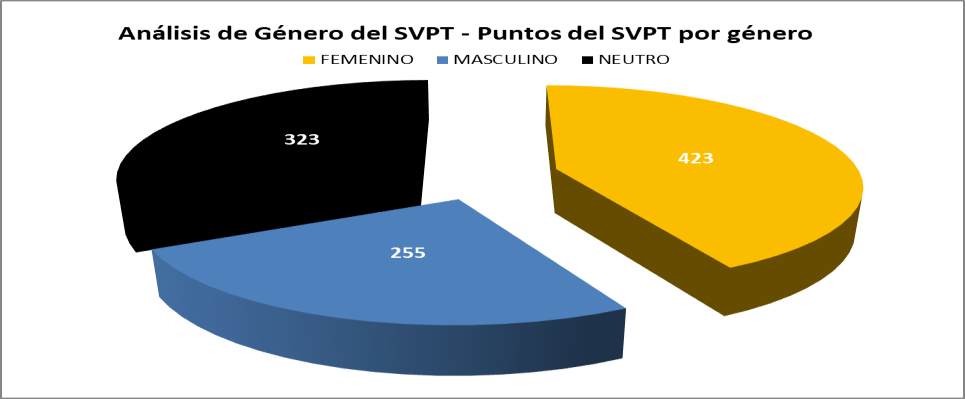 Análisis de Género del SVPT - Puntos del SVPT por género
FEMENINO MASCULINO NEUTRO
323
423
255